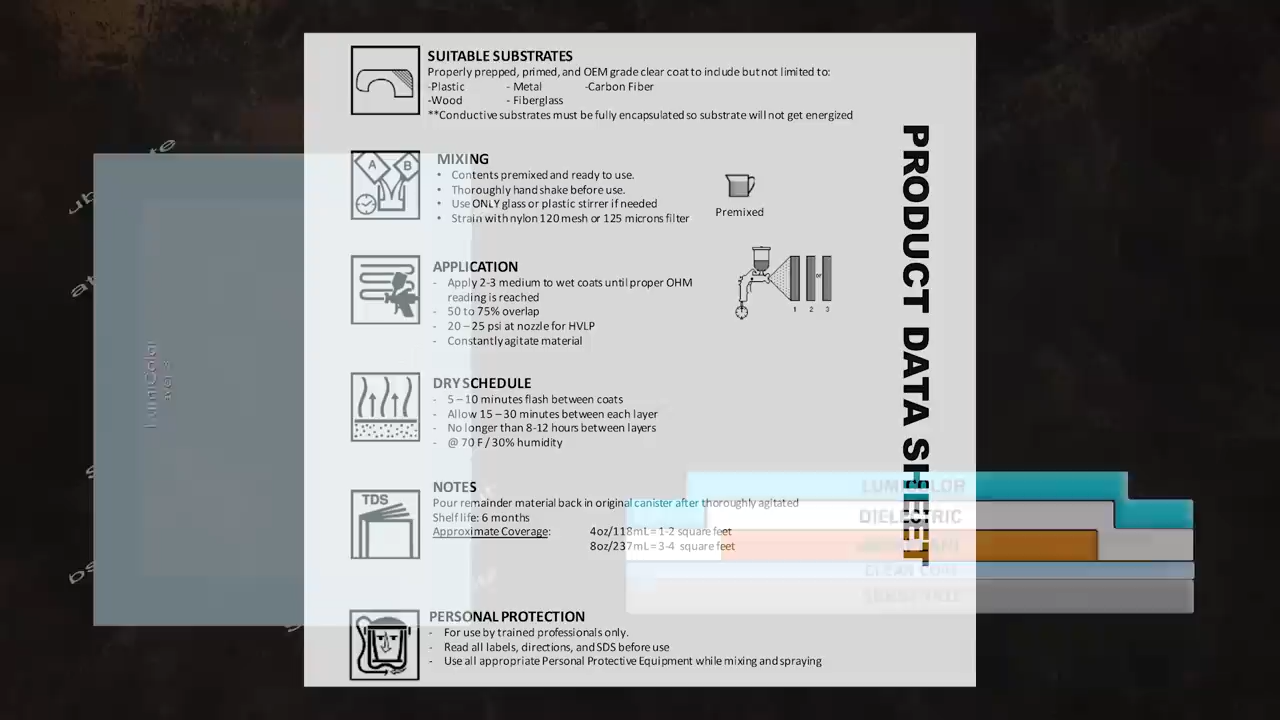 SUITABLE SUBSTRATES
Properly prepped, primed, and OEM grade clear coat to include but not limited to:
-Plastic - Metal -Carbon Fiber
-Wood - Fiberglass
**Conductive substrates must be fully encapsulated so substrate will not get energized
A B
MIXING
• Contents premixed and ready to use.
• Thoroughly hand shake before use.
• Use ONLY glass or plastic stirrer if needed
• Strain with nylon 120 mesh or 125 microns filter
Premixed
APPLICATION
- Apply 2-3 medium to wet coats until proper OHM
reading is reached
- 50 to 75% overlap
- 20 – 25 psi at nozzle for HVLP
- Constantly agitate material
or
1 2 3
DRY SCHEDULE
- 5 – 10 minutes flash between coats
- Allow 15 – 30 minutes between each layer
- No longer than 8-12 hours between layers
- @ 70 F / 30% humidity
TDS
NOTES
Pour remainder material back in original canister after thoroughly agitated
Shelf life: 6 months
Approximate Coverage: 4oz/118mL = 1-2 square feet
8oz/237mL = 3-4 square feet
PERSONAL PROTECTION
- For use by trained professionals only.
- Read all labels, directions, and SDS before use
- Use all appropriate Personal Protective Equipment while mixing and spraying
PRODUCT DATA SHEET
LumiColor
LUMICOLOR
DIELECTRIC
CLEAR COAT
SUBSTRATE